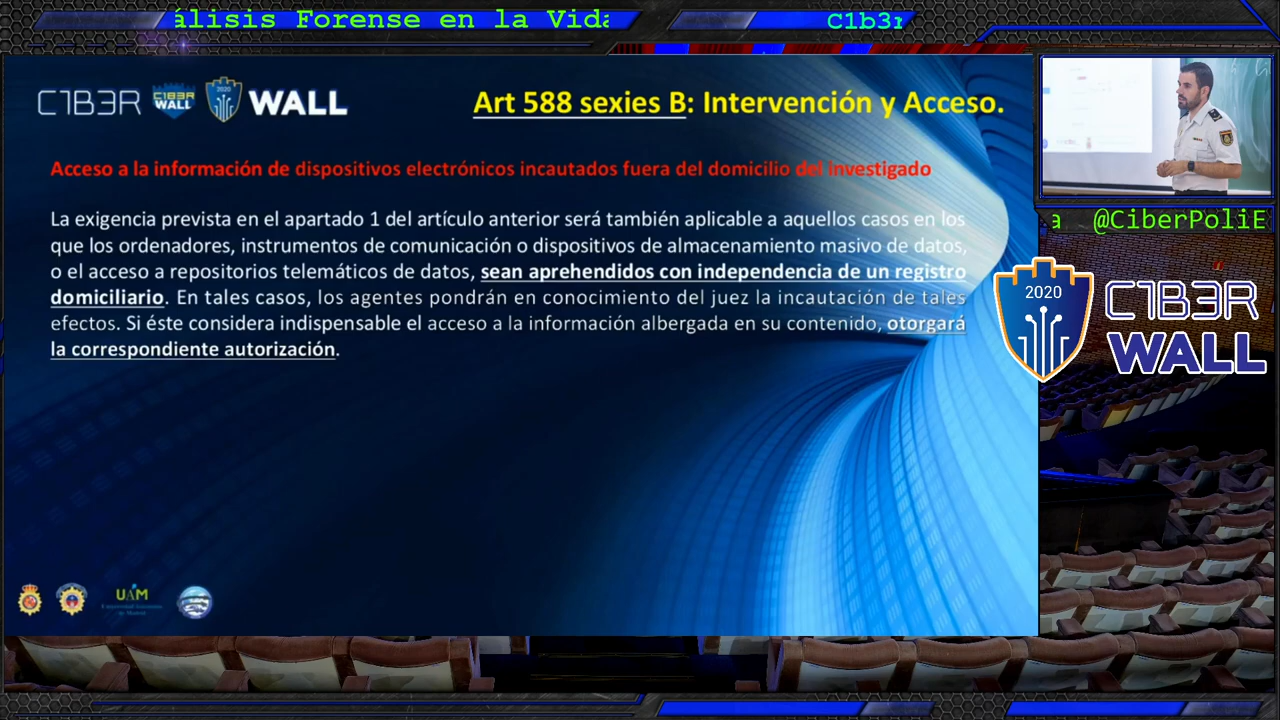 álisis Forense en la Vida
C1b3r
C1B3R
C1B3R
WALL
2020
WALL
Art 588 sexies B: Intervención y Acceso.
Acceso a la información de dispositivos electrónicos incautados fuera del domicilio del investigado
La exigencia prevista en el apartado 1 del artículo anterior será también aplicable a aquellos casos en los
que los ordenadores, instrumentos de comunicación o dispositivos de almacenamiento masivo de datos,
o el acceso a repositorios telemáticos de datos, sean aprehendidos con independencia de un registro
domiciliario. En tales casos, los agentes pondrán en conocimiento del juez la incautación de tales
efectos. Si éste considera indispensable el acceso a la información albergada en su contenido, otorgará
la correspondiente autorización.
a @CiberPoliE
2020
C1B3R
WALL
UAM